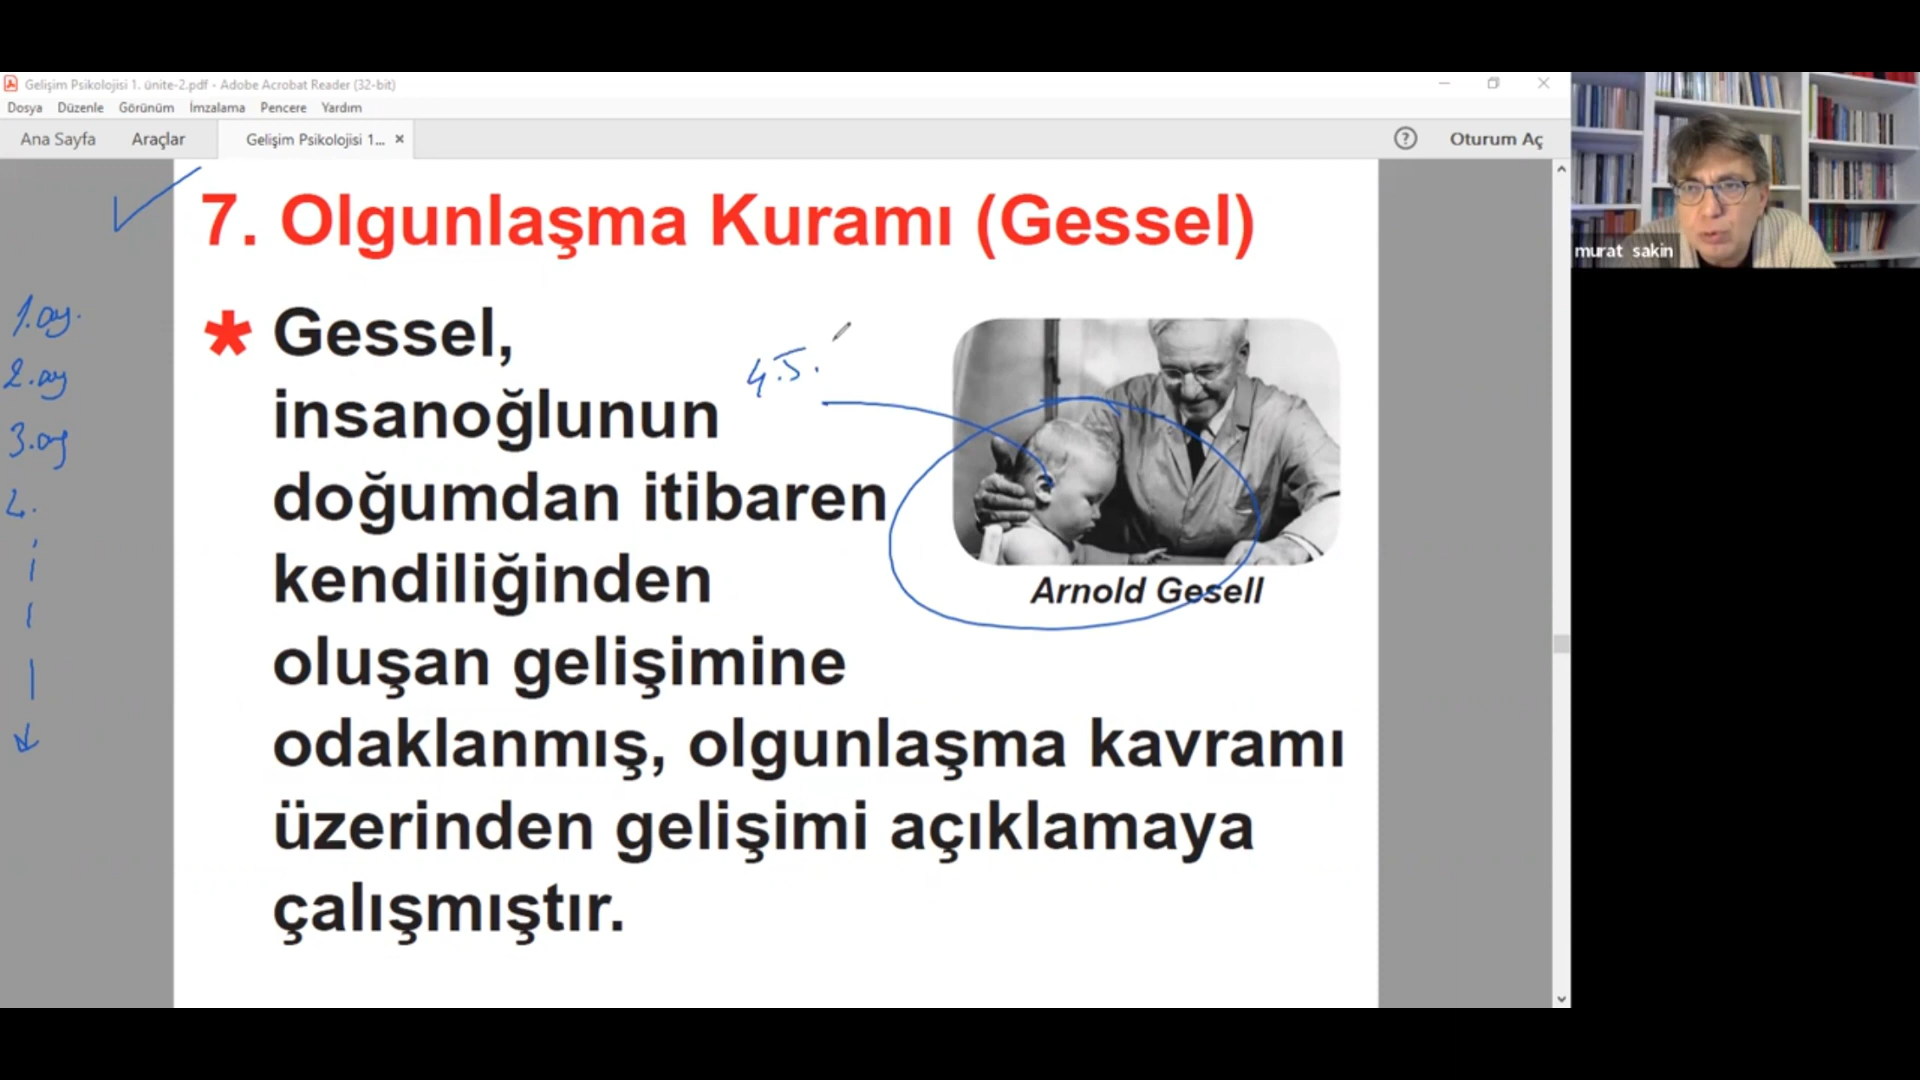 Gelişim Psikolojisi 1. ünite-2.pdf - Adobe Acrobat Reader (32-bit)
Dosya Düzenle Görünüm İmzalama Pencere Yardım
Ana Sayfa Araçlar Gelişim Psikolojisi 1... × ? Oturum Aç
7. Olgunlaşma Kuramı (Gessel)
* Gessel,
insanoğlunun
doğumdan itibaren
kendiliğinden
oluşan gelişimine
odaklanmış, olgunlaşma kavramı
üzerinden gelişimi açıklamaya
çalışmıştır.
Arnold Gesell
4.5.
1.ay.
2.ay
3.ay
4.
murat sakin